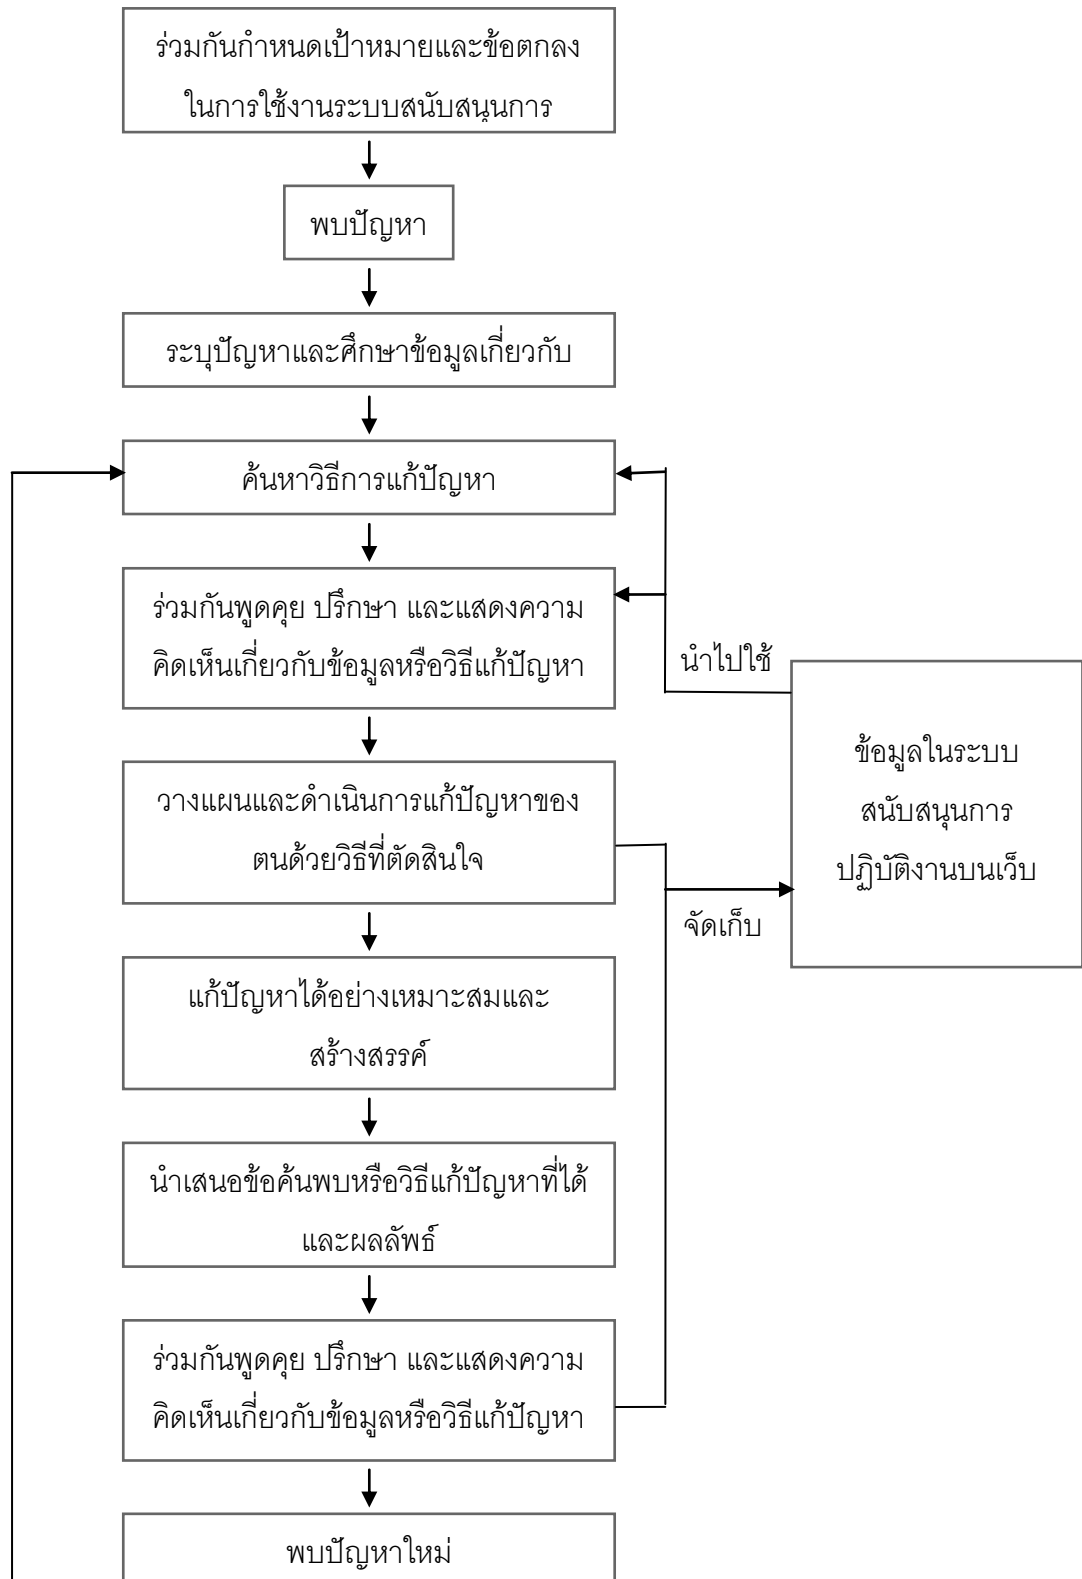 ร่วมกันกำหนดเป้าหมายและข้อตกลง
ในการใช้งานระบบสนับสนุนการ
พบปัญหา
ระบุปัญหาและศึกษาข้อมูลเกี่ยวกับ
ค้นหาวิธีการแก้ปัญหา
ร่วมกันพูดคุย ปรึกษา และแสดงความ
คิดเห็นเกี่ยวกับข้อมูลหรือวิธีแก้ปัญหา
นำไปใช้
ข้อมูลในระบบ
สนับสนุนการ
ปฏิบัติงานบนเว็บ
วางแผนและดำเนินการแก้ปัญหาของ
ตนด้วยวิธีที่ตัดสินใจ
จัดเก็บ
แก้ปัญหาได้อย่างเหมาะสมและ
สร้างสรรค์
นำเสนอข้อค้นพบหรือวิธีแก้ปัญหาที่ได้
และผลลัพธ์
ร่วมกันพูดคุย ปรึกษา และแสดงความ
คิดเห็นเกี่ยวกับข้อมูลหรือวิธีแก้ปัญหา
พบปัญหาใหม่